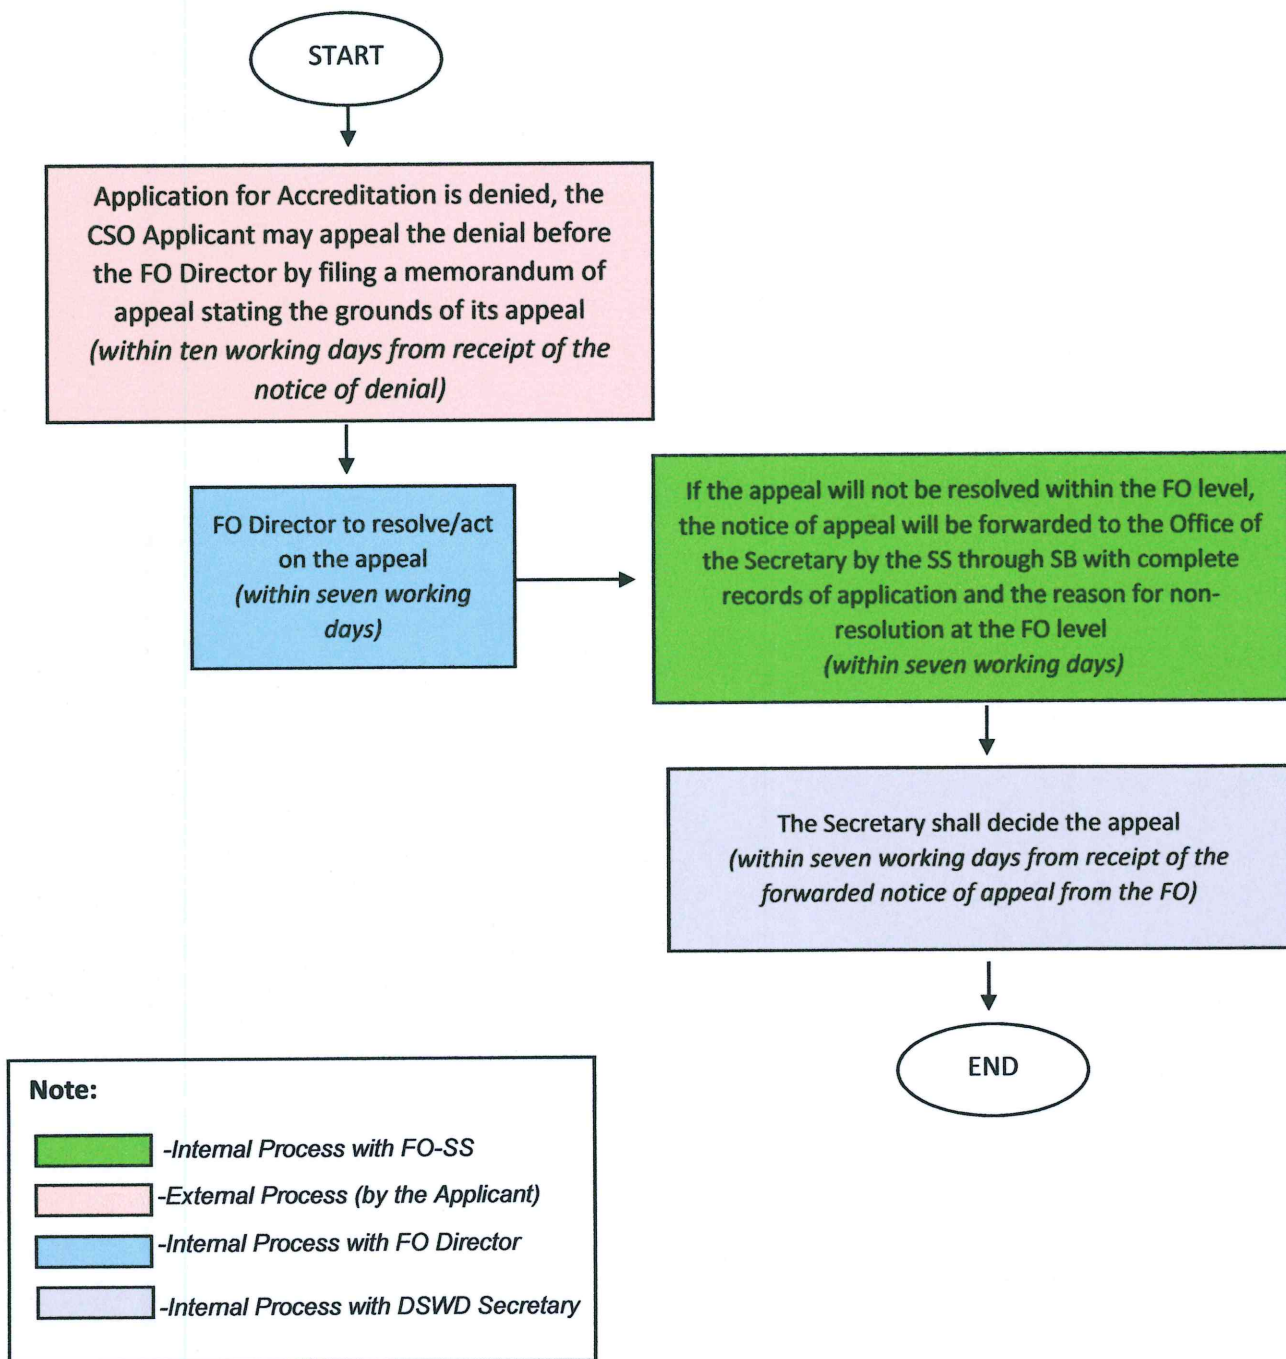 START
Application for Accreditation is denied, the
CSO Applicant may appeal the denial before
the FO Director by filing a memorandum of
appeal stating the grounds of its appeal
(within ten working days from receipt of the
notice of denial)
FO Director to resolve/act
on the appeal
(within seven working
days)
If the appeal will not be resolved within the FO level,
the notice of appeal will be forwarded to the Office of
the Secretary by the SS through SB with complete
records of application and the reason for non-
resolution at the FO level
(within seven working days)
The Secretary shall decide the appeal
(within seven working days from receipt of the
forwarded notice of appeal from the FO)
END
Note:
-Internal Process with FO-SS
-External Process (by the Applicant)
-Internal Process with FO Director
-Internal Process with DSWD Secretary